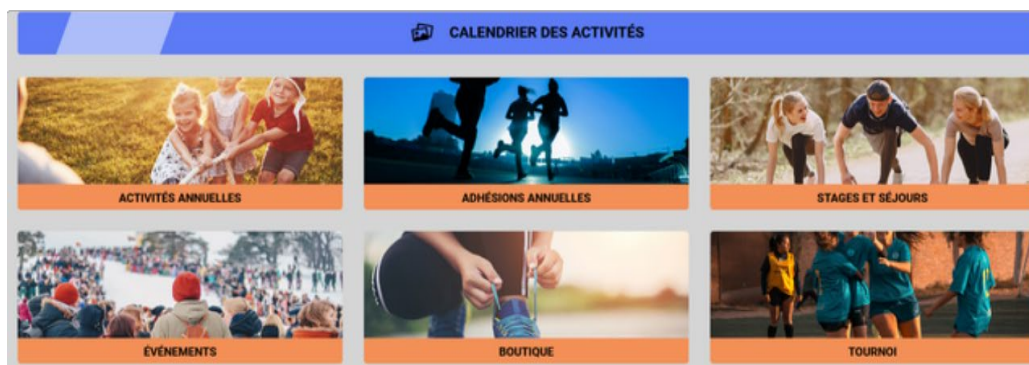 CALENDRIER DES ACTIVITÉS
ACTIVITÉS ANNUELLES
ADHÉSIONS ANNUELLES
STAGES ET SÉJOURS
ÉVÉNEMENTS
BOUTIQUE
TOURNOI